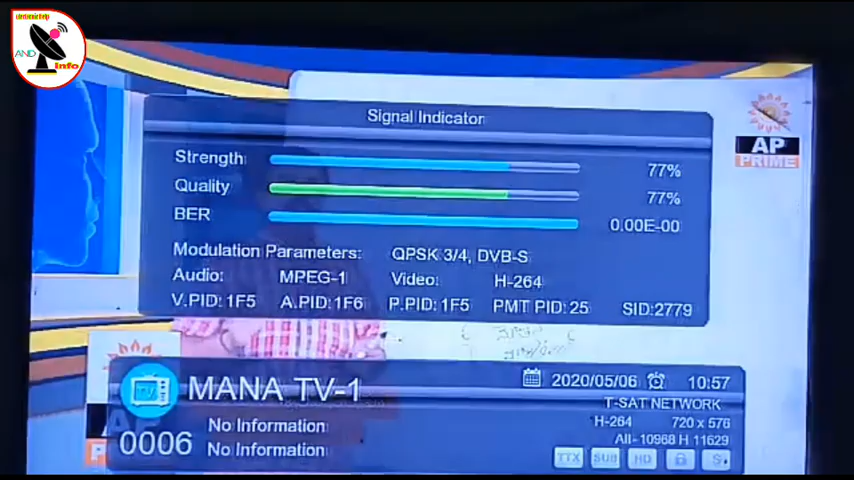 electronic help
AND
Info
Signal Indicator
AP
PRIME
Strength: 77%
Quality 77%
BER 0.00E-00
Modulation Parameters: QPSK 3/4, DVB-S
Audio: MPEG-1 Video: H-264
V.PID: 1F5 A.PID: 1F6 P.PID: 1F5 PMT PID: 25 SID: 2779
MANA TV-1 2020/05/06 10:57
T-SAT NETWORK
No Information H-264 720 x 576
0006 No Information All- 10968 H 11629
TTX SUB HD S